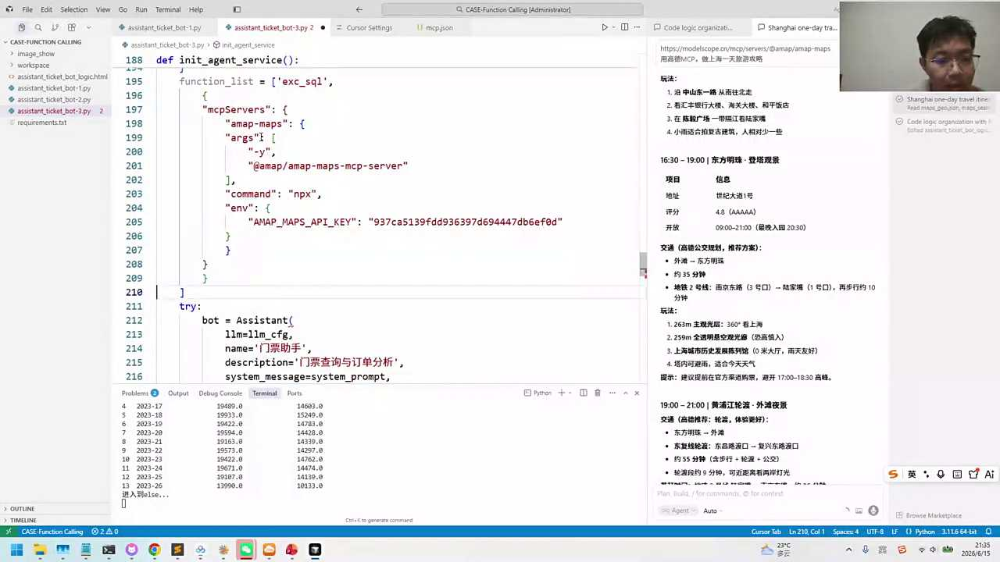 File Edit Selection View Go Run Terminal Help
CASE-Function Calling [Administrator]
CASE-FUNCTION CALLING
image_show
workspace
assistant_ticket_bot_logic.html
assistant_ticket_bot-1.py
assistant_ticket_bot-2.py
assistant_ticket_bot-3.py 2
requirements.txt
OUTLINE
TIMELINE
assistant_ticket_bot-1.py
assistant_ticket_bot-3.py 2
Cursor Settings
mcp.json
assistant_ticket_bot-3.py > init_agent_service
188 def init_agent_service():
194 }
195 function_list = ['exc_sql',
196 {
197 "mcpServers": {
198 "amap-maps": {
199 "args": [
200 "-y",
201 "@amap/amap-maps-mcp-server"
202 ],
203 "command": "npx",
204 "env": {
205 "AMAP_MAPS_API_KEY": "937ca5139fdd936397d694447db6ef0d"
206 }
207 }
208 }
209 }
210 ]
211 try:
212 bot = Assistant(
213 llm=llm_cfg,
214 name='门票助手',
215 description='门票查询与订单分析',
216 system_message=system_prompt,
Problems 2 Output Debug Console Terminal Ports
Python
4 2023-17 19489.0 14603.0
5 2023-18 19933.0 15249.0
6 2023-19 19422.0 14783.0
7 2023-20 19594.0 14428.0
8 2023-21 19163.0 14339.0
9 2023-22 19573.0 14297.0
10 2023-23 19422.0 14762.0
11 2023-24 19671.0 14474.0
12 2023-25 19107.0 14139.0
13 2023-26 13990.0 10133.0
进入到else...
Ctrl+K to generate command
Code logic organizati...
Shanghai one-day tra...
https://modelscope.cn/mcp/servers/@amap/amap-maps
用高德MCP，做上海一天旅游攻略
玩法：
1. 沿 中山东一路 从南往北走
2. 看汇丰银行大楼、海关大楼、和平饭店
3. 在 陈毅广场 一带隔江看陆家嘴
4. 小雨适合拍复古建筑，人相对少一些
16:30 – 19:00 | 东方明珠 · 登塔观景
项目 信息
地址 世纪大道1号
评分 4.8（AAAAA）
开放 09:00–21:00（最晚入园 20:30）
交通（高德公交规划，推荐方案）：
外滩 → 东方明珠
约 35 分钟
地铁 2 号线：南京东路（3 号口）→ 陆家嘴（1 号口），再步行约 10
分钟
玩法：
1. 263m 主观光层：360° 看上海
2. 259m 全透明悬空观光廊（恐高慎入）
3. 上海城市历史发展陈列馆（0 米大厅，雨天友好）
4. 塔内可避雨，适合今天天气
提示：建议提前在官方渠道购票，避开 17:00–18:30 高峰。
19:00 – 21:00 | 黄浦江轮渡 · 外滩夜景
交通（高德推荐：轮渡，体验更好）：
东方明珠 → 外滩
东复线轮渡：东昌路渡口 → 复兴东路渡口
约 55 分钟（含步行 + 轮渡 + 公交）
轮渡段约 9 分钟，可近距离看两岸灯光
Plan, Build, / for commands, @ for context
Agent Auto
Shanghai one-day travel itiner...
Read maps_geo.json, maps_sear...
Code logic organization with
Edited assistant_ticket_bot_logi...
英
Browse Marketplace
CASE-Function Calling 2 0
Cursor Tab Ln 210, Col 1 Spaces: 4 UTF-8 LF Python 3.11.6 64-bit
23°C
多云
21:35
2026/6/15